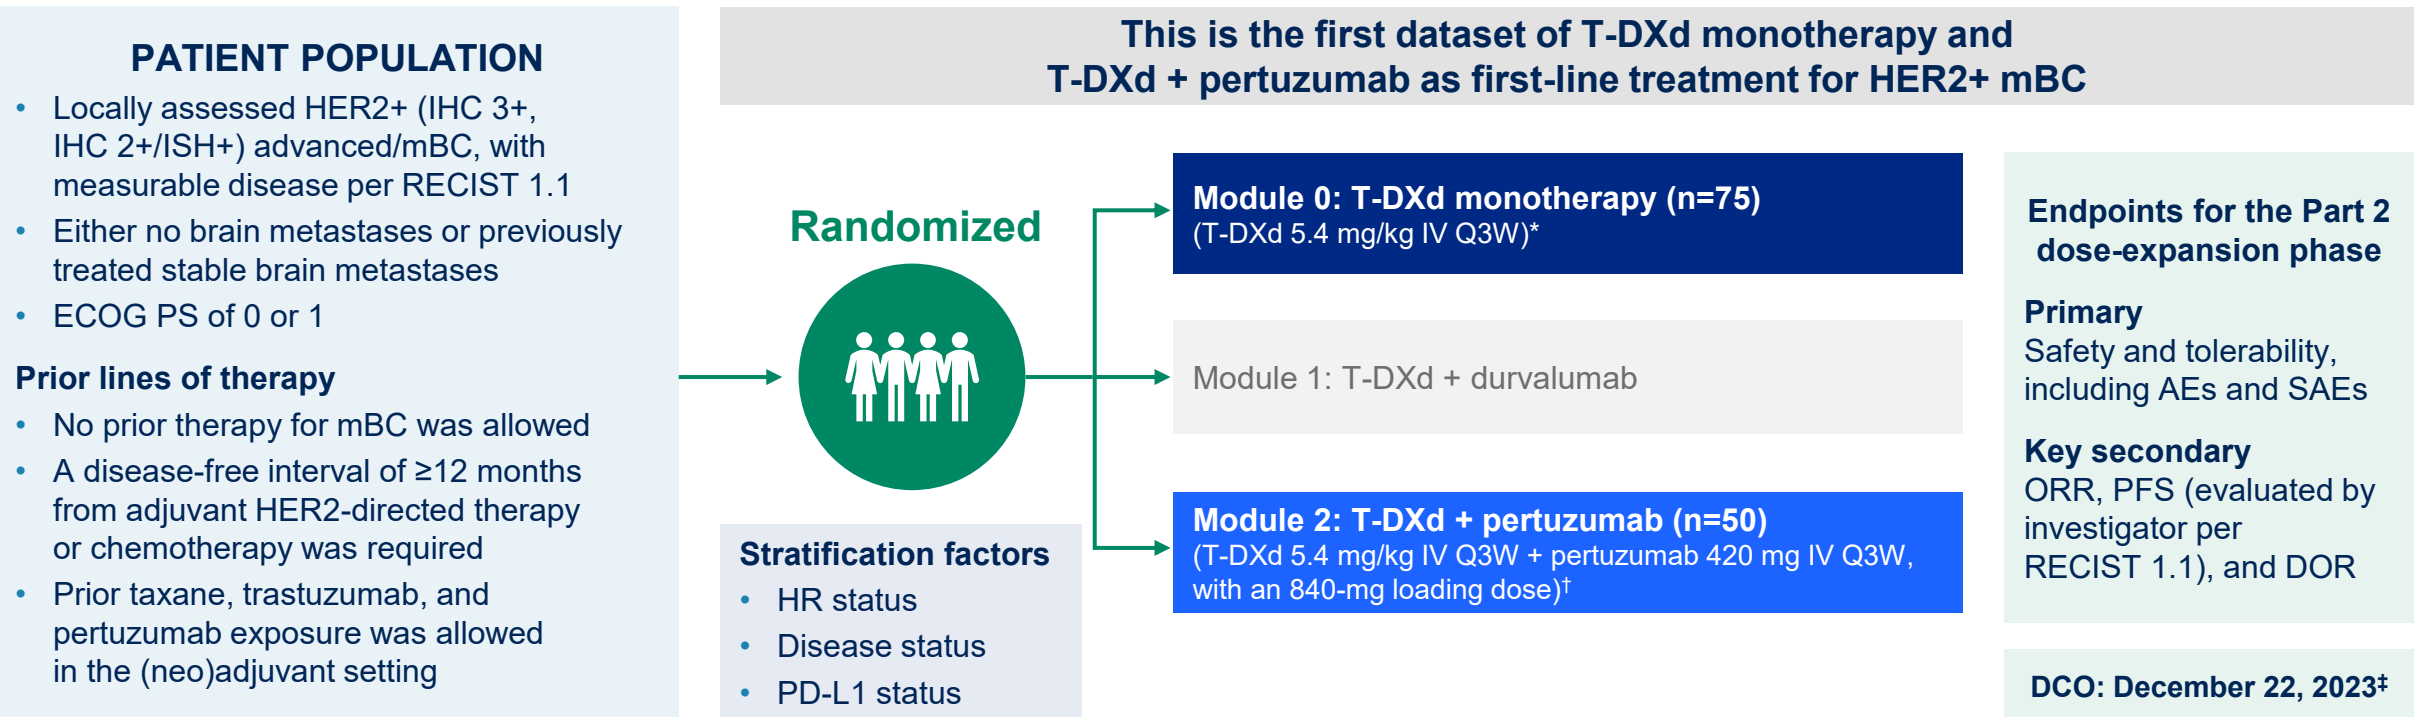 PATIENT POPULATION
• Locally assessed HER2+ (IHC 3+,
IHC 2+/ISH+) advanced/mBC, with
measurable disease per RECIST 1.1
• Either no brain metastases or previously
treated stable brain metastases
• ECOG PS of 0 or 1
Prior lines of therapy
• No prior therapy for mBC was allowed
• A disease-free interval of ≥12 months
from adjuvant HER2-directed therapy
or chemotherapy was required
• Prior taxane, trastuzumab, and
pertuzumab exposure was allowed
in the (neo)adjuvant setting
This is the first dataset of T-DXd monotherapy and
T-DXd + pertuzumab as first-line treatment for HER2+ mBC
Randomized
Stratification factors
• HR status
• Disease status
• PD-L1 status
Module 0: T-DXd monotherapy (n=75)
(T-DXd 5.4 mg/kg IV Q3W)*
Module 1: T-DXd + durvalumab
Module 2: T-DXd + pertuzumab (n=50)
(T-DXd 5.4 mg/kg IV Q3W + pertuzumab 420 mg IV Q3W,
with an 840-mg loading dose)†
Endpoints for the Part 2
dose-expansion phase
Primary
Safety and tolerability,
including AEs and SAEs
Key secondary
ORR, PFS (evaluated by
investigator per
RECIST 1.1), and DOR
DCO: December 22, 2023‡